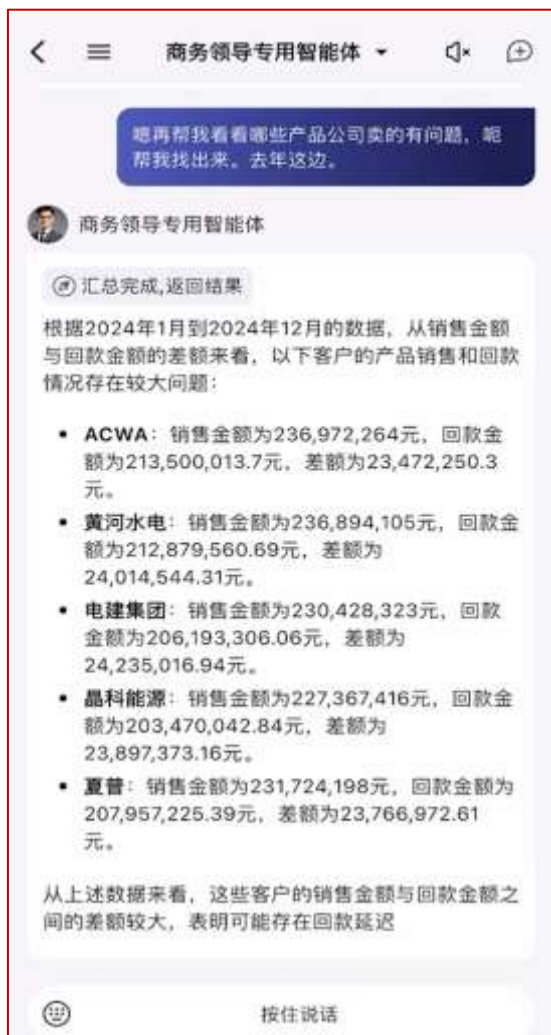 商务领导专用智能体
嗯再帮我看看哪些产品公司卖的有问题，呃
帮我找出来。去年这边。
商务领导专用智能体
汇总完成,返回结果
根据2024年1月到2024年12月的数据，从销售金额
与回款金额的差额来看，以下客户的产品销售和回款
情况存在较大问题：
• ACWA：销售金额为236,972,264元，回款金
额为213,500,013.7元，差额为23,472,250.3
元。
• 黄河水电：销售金额为236,894,105元，回款金
额为212,879,560.69元，差额为
24,014,544.31元。
• 电建集团：销售金额为230,428,323元，回款
金额为206,193,306.06元，差额为
24,235,016.94元。
• 晶科能源：销售金额为227,367,416元，回款金
额为203,470,042.84元，差额为
23,897,373.16元。
• 夏普：销售金额为231,724,198元，回款金额为
207,957,225.39元，差额为23,766,972.61
元。
从上述数据来看，这些客户的销售金额与回款金额之
间的差额较大，表明可能存在回款延迟
按住说话